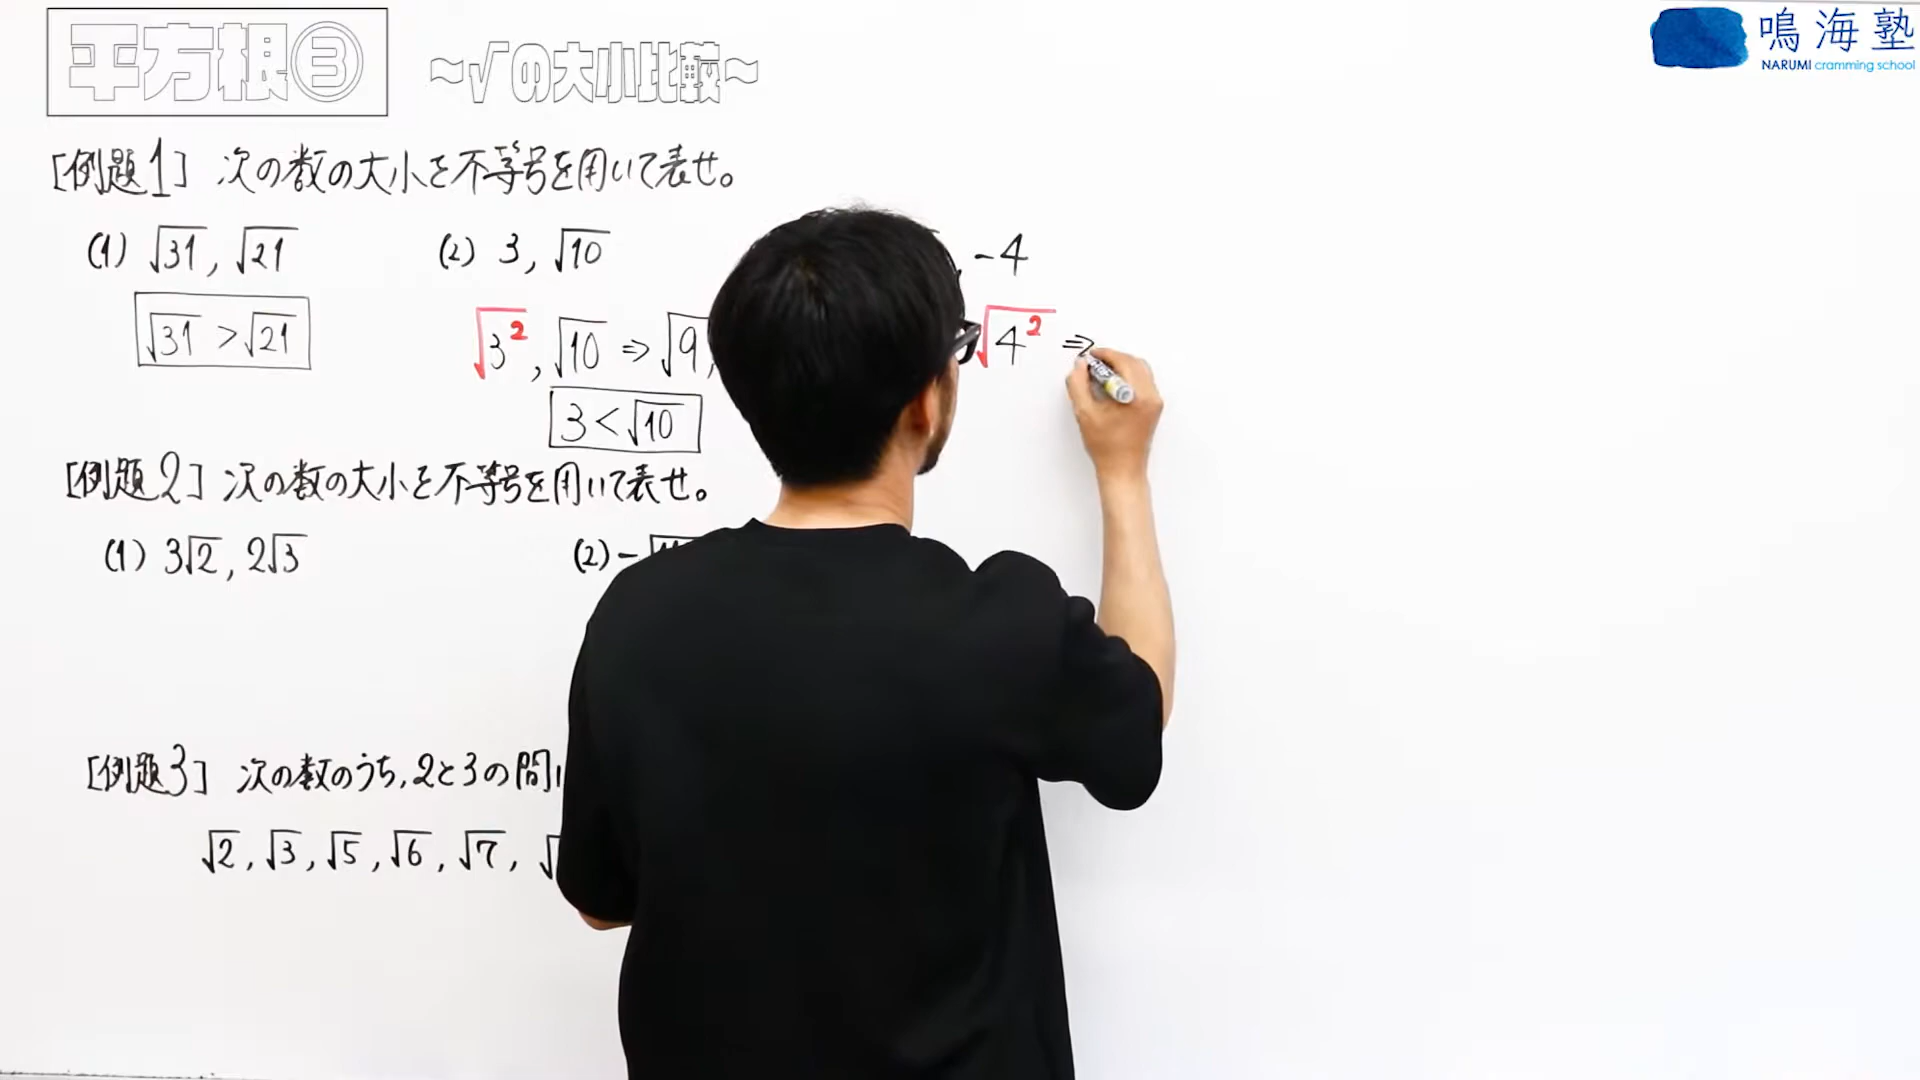 平方根③ ~√の大小比較~
鳴海塾
NARUMI cramming school
[例題1] 次の数の大小を不等号を用いて表せ。
(1) √31, √21
(2) 3, √10
, -4
√31 > √21
√3², √10 ⇒ √9,
√4² ⇒
3 < √10
[例題2] 次の数の大小を不等号を用いて表せ。
(1) 3√2, 2√3
(2) -
[例題3] 次の数のうち, 2と3の間
√2, √3, √5, √6, √7,